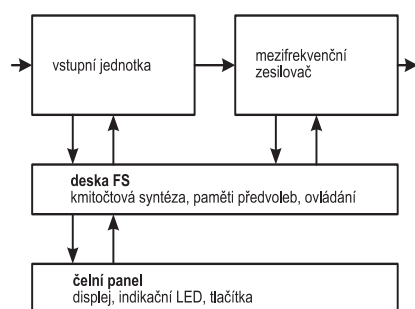 vstupní jednotka
mezifrekvenční
zesilovač
deska FS
kmitočtová syntéza, paměti předvoleb, ovládání
čelní panel
displej, indikační LED, tlačítka